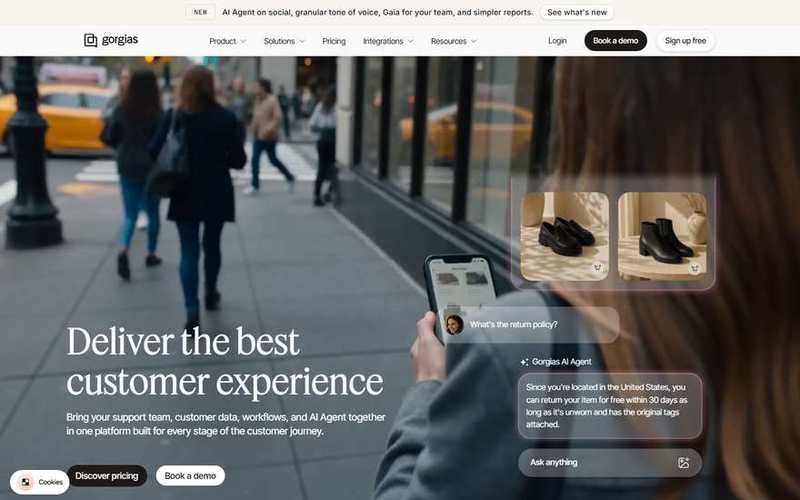 NEW AI Agent on social, granular tone of voice, Gaia for your team, and simpler reports. See what's new
gorgias Product Solutions Pricing Integrations Resources Login Book a demo Sign up free
What's the return policy?
Gorgias AI Agent
Since you're located in the United States, you
can return your item for free within 30 days as
long as it's unworn and has the original tags
attached.
Ask anything
Deliver the best
customer experience
Bring your support team, customer data, workflows, and AI Agent together
in one platform built for every stage of the customer journey.
Cookies
Discover pricing
Book a demo